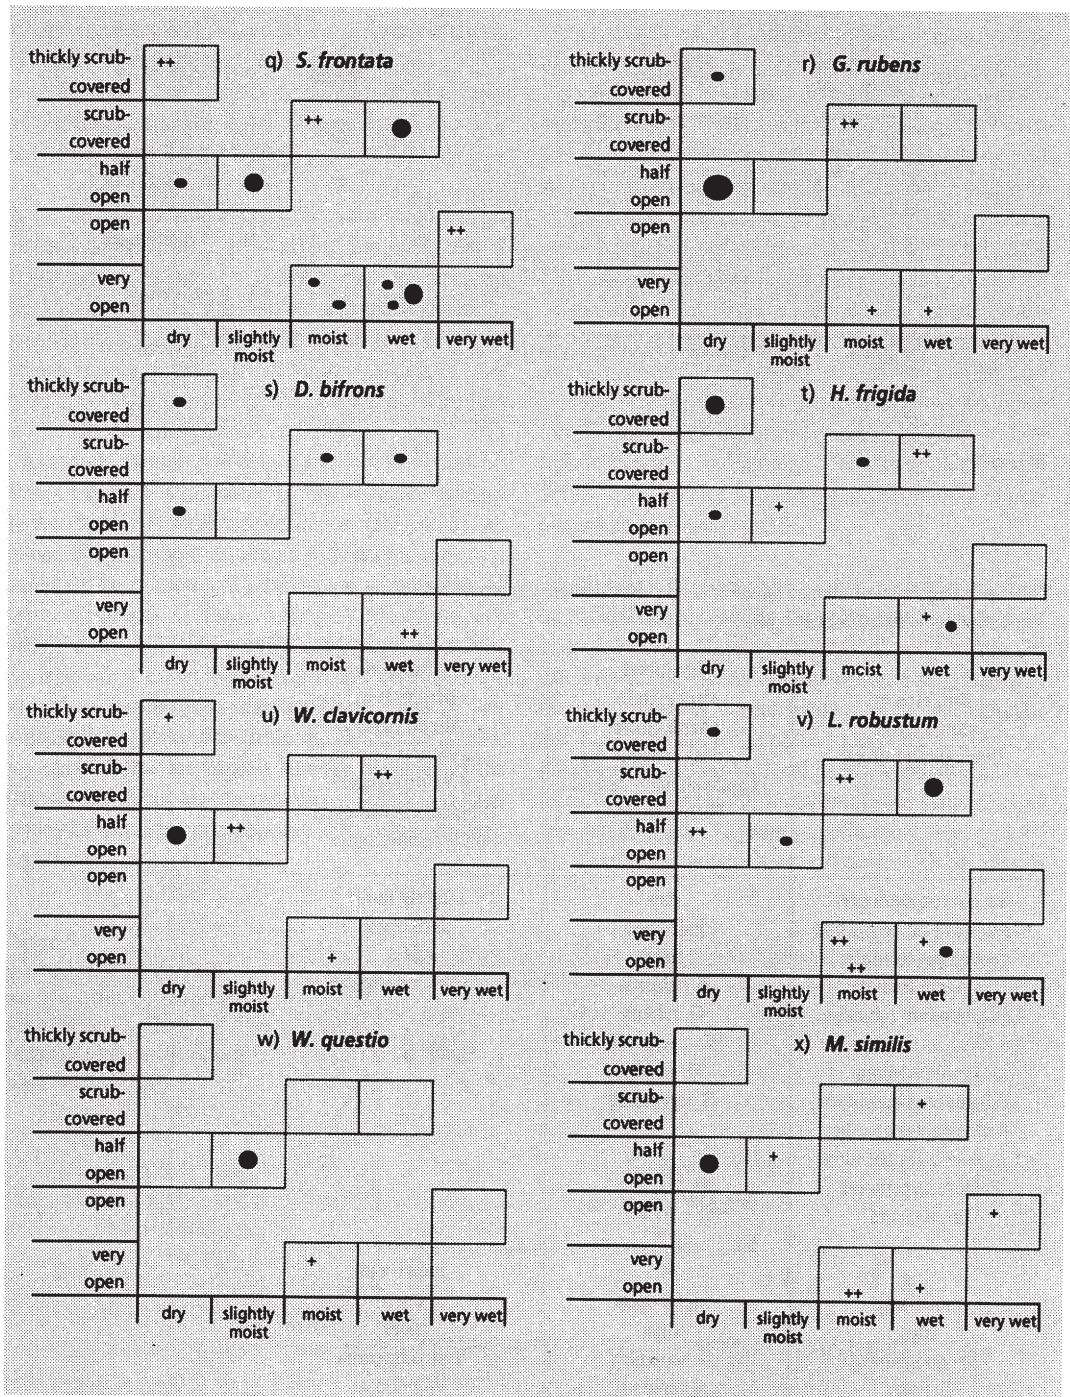 q) S. frontata
thickly scrub-
covered
++
scrub-
covered
++
half
open
open
++
very
open
dry
slightly
moist
moist
wet
very wet
r) G. rubens
thickly scrub-
covered
scrub-
covered
++
half
open
open
very
open
+
+
dry
slightly
moist
moist
wet
very wet
s) D. bifrons
thickly scrub-
covered
scrub-
covered
half
open
open
very
open
++
dry
slightly
moist
moist
wet
very wet
t) H. frigida
thickly scrub-
covered
scrub-
covered
++
half
open
+
open
very
open
+
dry
slightly
moist
mcist
wet
very wet
u) W. clavicornis
thickly scrub-
covered
+
scrub-
covered
++
half
open
++
open
very
open
+
dry
slightly
moist
moist
wet
very wet
v) L. robustum
thickly scrub-
covered
scrub-
covered
++
half
open
++
open
very
open
++
++
+
dry
slightly
moist
moist
wet
very wet
w) W. questio
thickly scrub-
covered
scrub-
covered
half
open
open
very
open
+
dry
slightly
moist
moist
wet
very wet
x) M. similis
thickly scrub-
covered
scrub-
covered
+
half
open
+
open
+
very
open
++
+
dry
slightly
moist
moist
wet
very wet